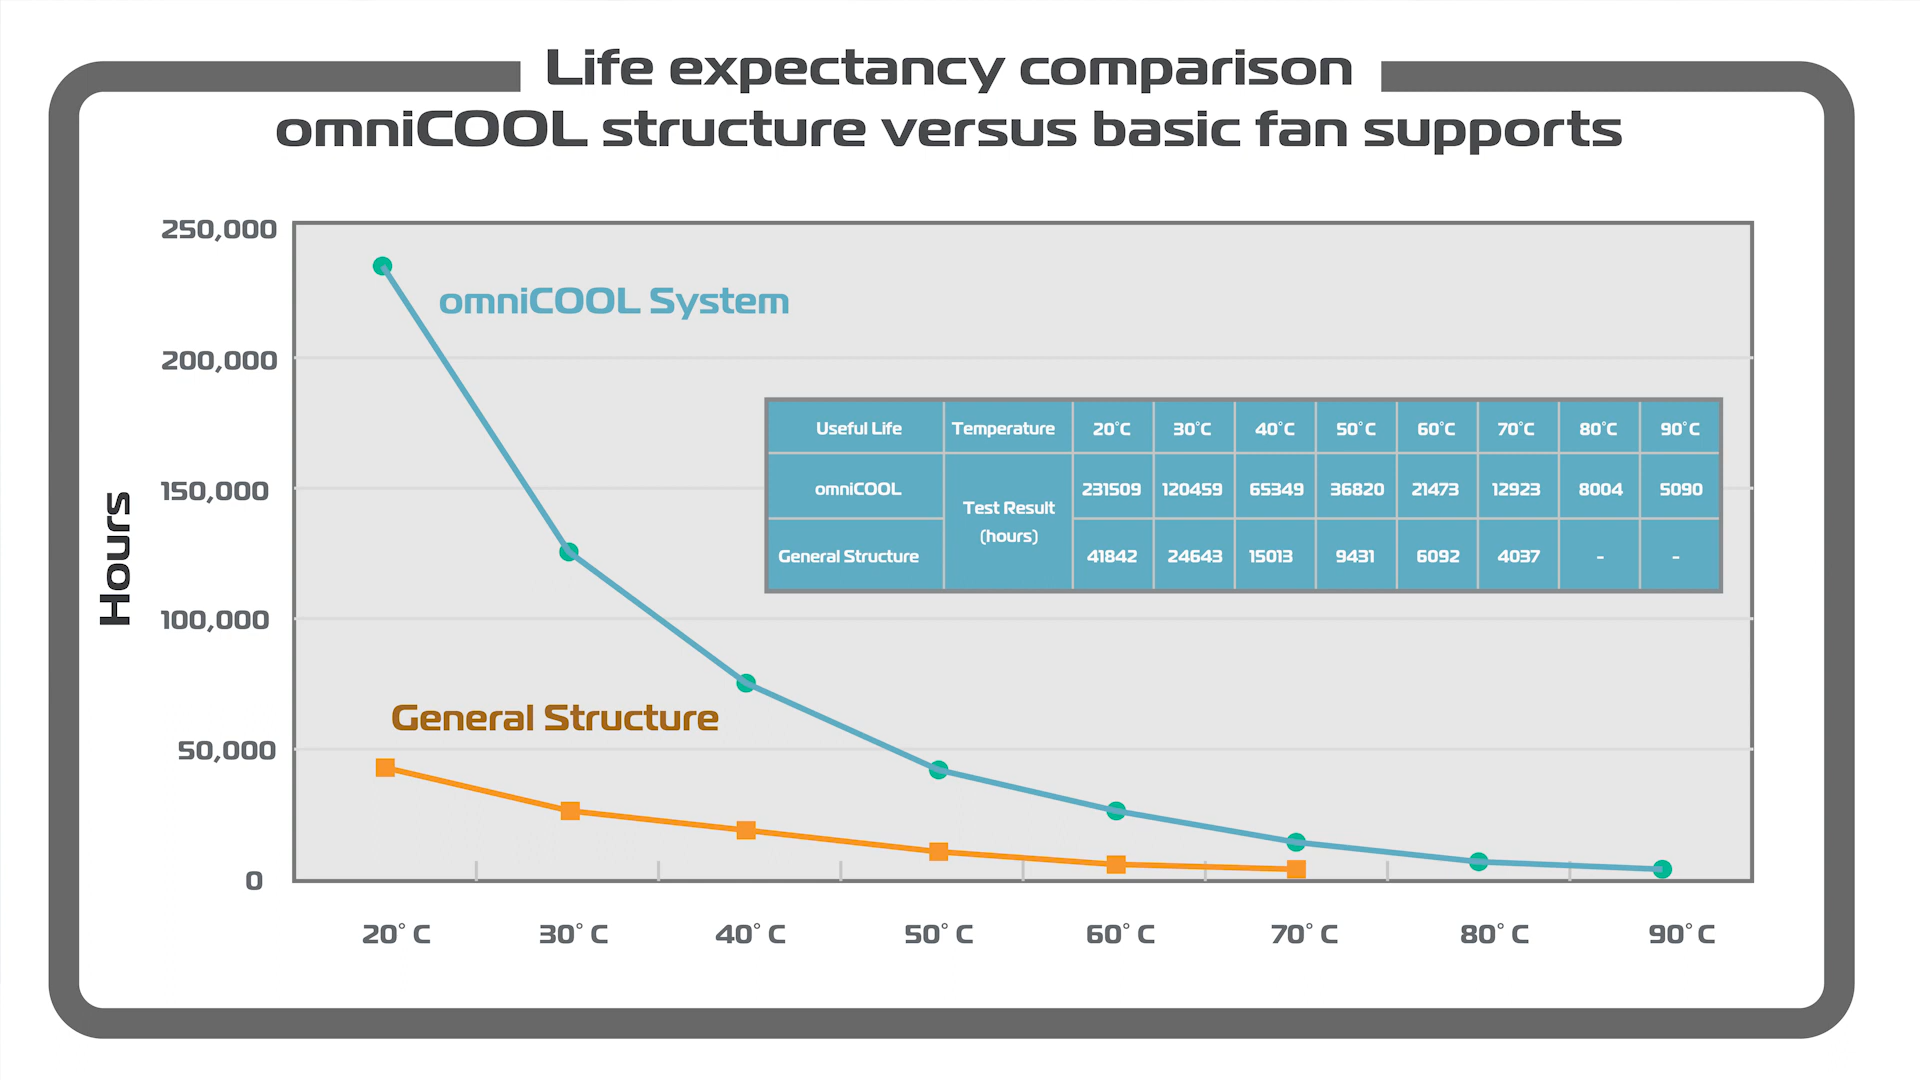 Life expectancy comparison
omniCOOL structure versus basic fan supports
250,000
200,000
150,000
100,000
50,000
0
Hours
omniCOOL System
General Structure
Useful Life Temperature 20°C 30°C 40°C 50°C 60°C 70°C 80°C 90°C
omniCOOL 231509 120459 65349 36820 21473 12923 8004 5090
Test Result
(hours)
General Structure 41842 24643 15013 9431 6092 4037 - -
20° C 30° C 40° C 50° C 60° C 70° C 80° C 90° C